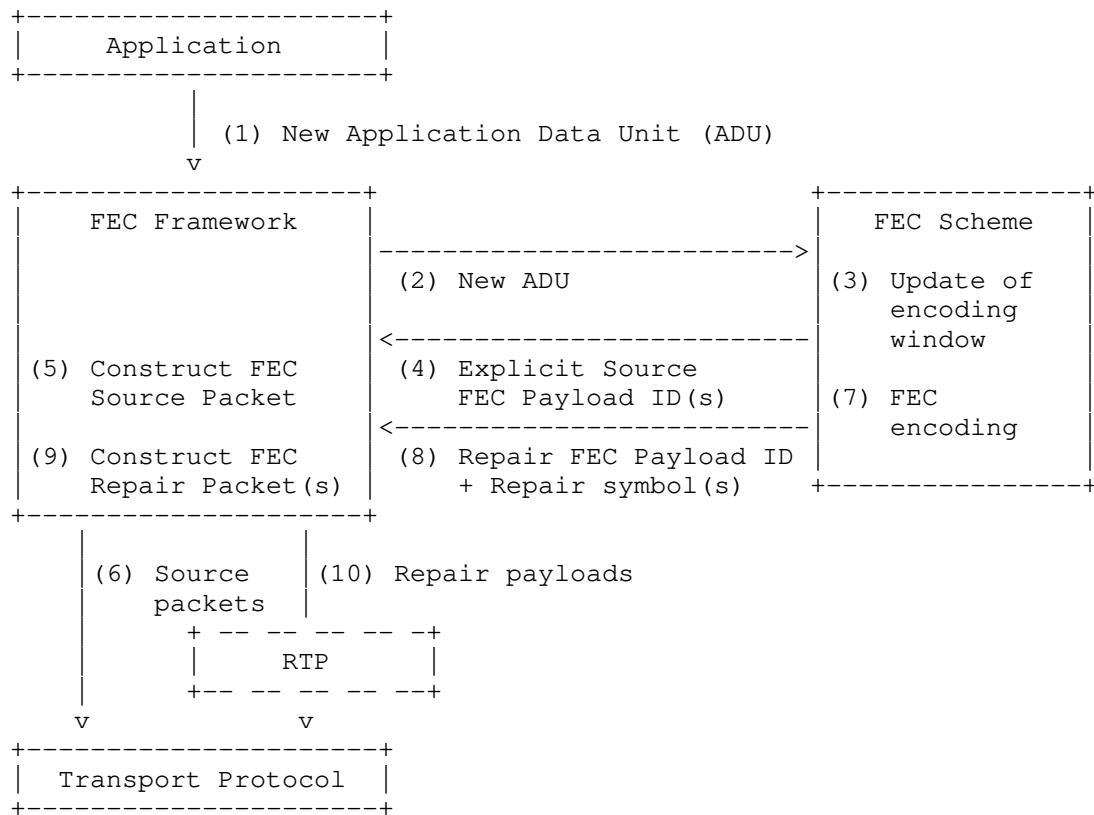 Application
(1) New Application Data Unit (ADU)
FEC Framework FEC Scheme
(2) New ADU (3) Update of
encoding
window
(5) Construct FEC (4) Explicit Source
Source Packet FEC Payload ID(s) (7) FEC
encoding
(9) Construct FEC (8) Repair FEC Payload ID
Repair Packet(s) + Repair symbol(s)
(6) Source (10) Repair payloads
packets
RTP
Transport Protocol